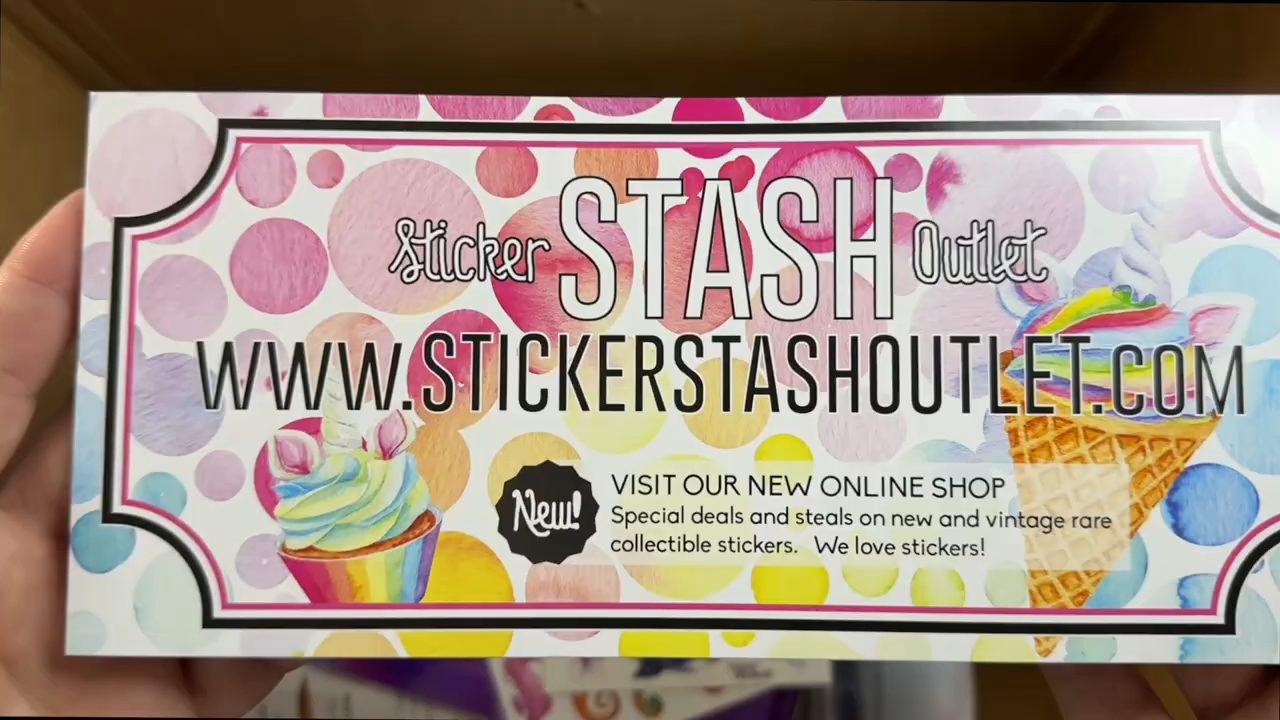 Sticker STASH Outlet
WWW.STICKERSTASHOUTLET.COM
New!
VISIT OUR NEW ONLINE SHOP
Special deals and steals on new and vintage rare
collectible stickers. We love stickers!